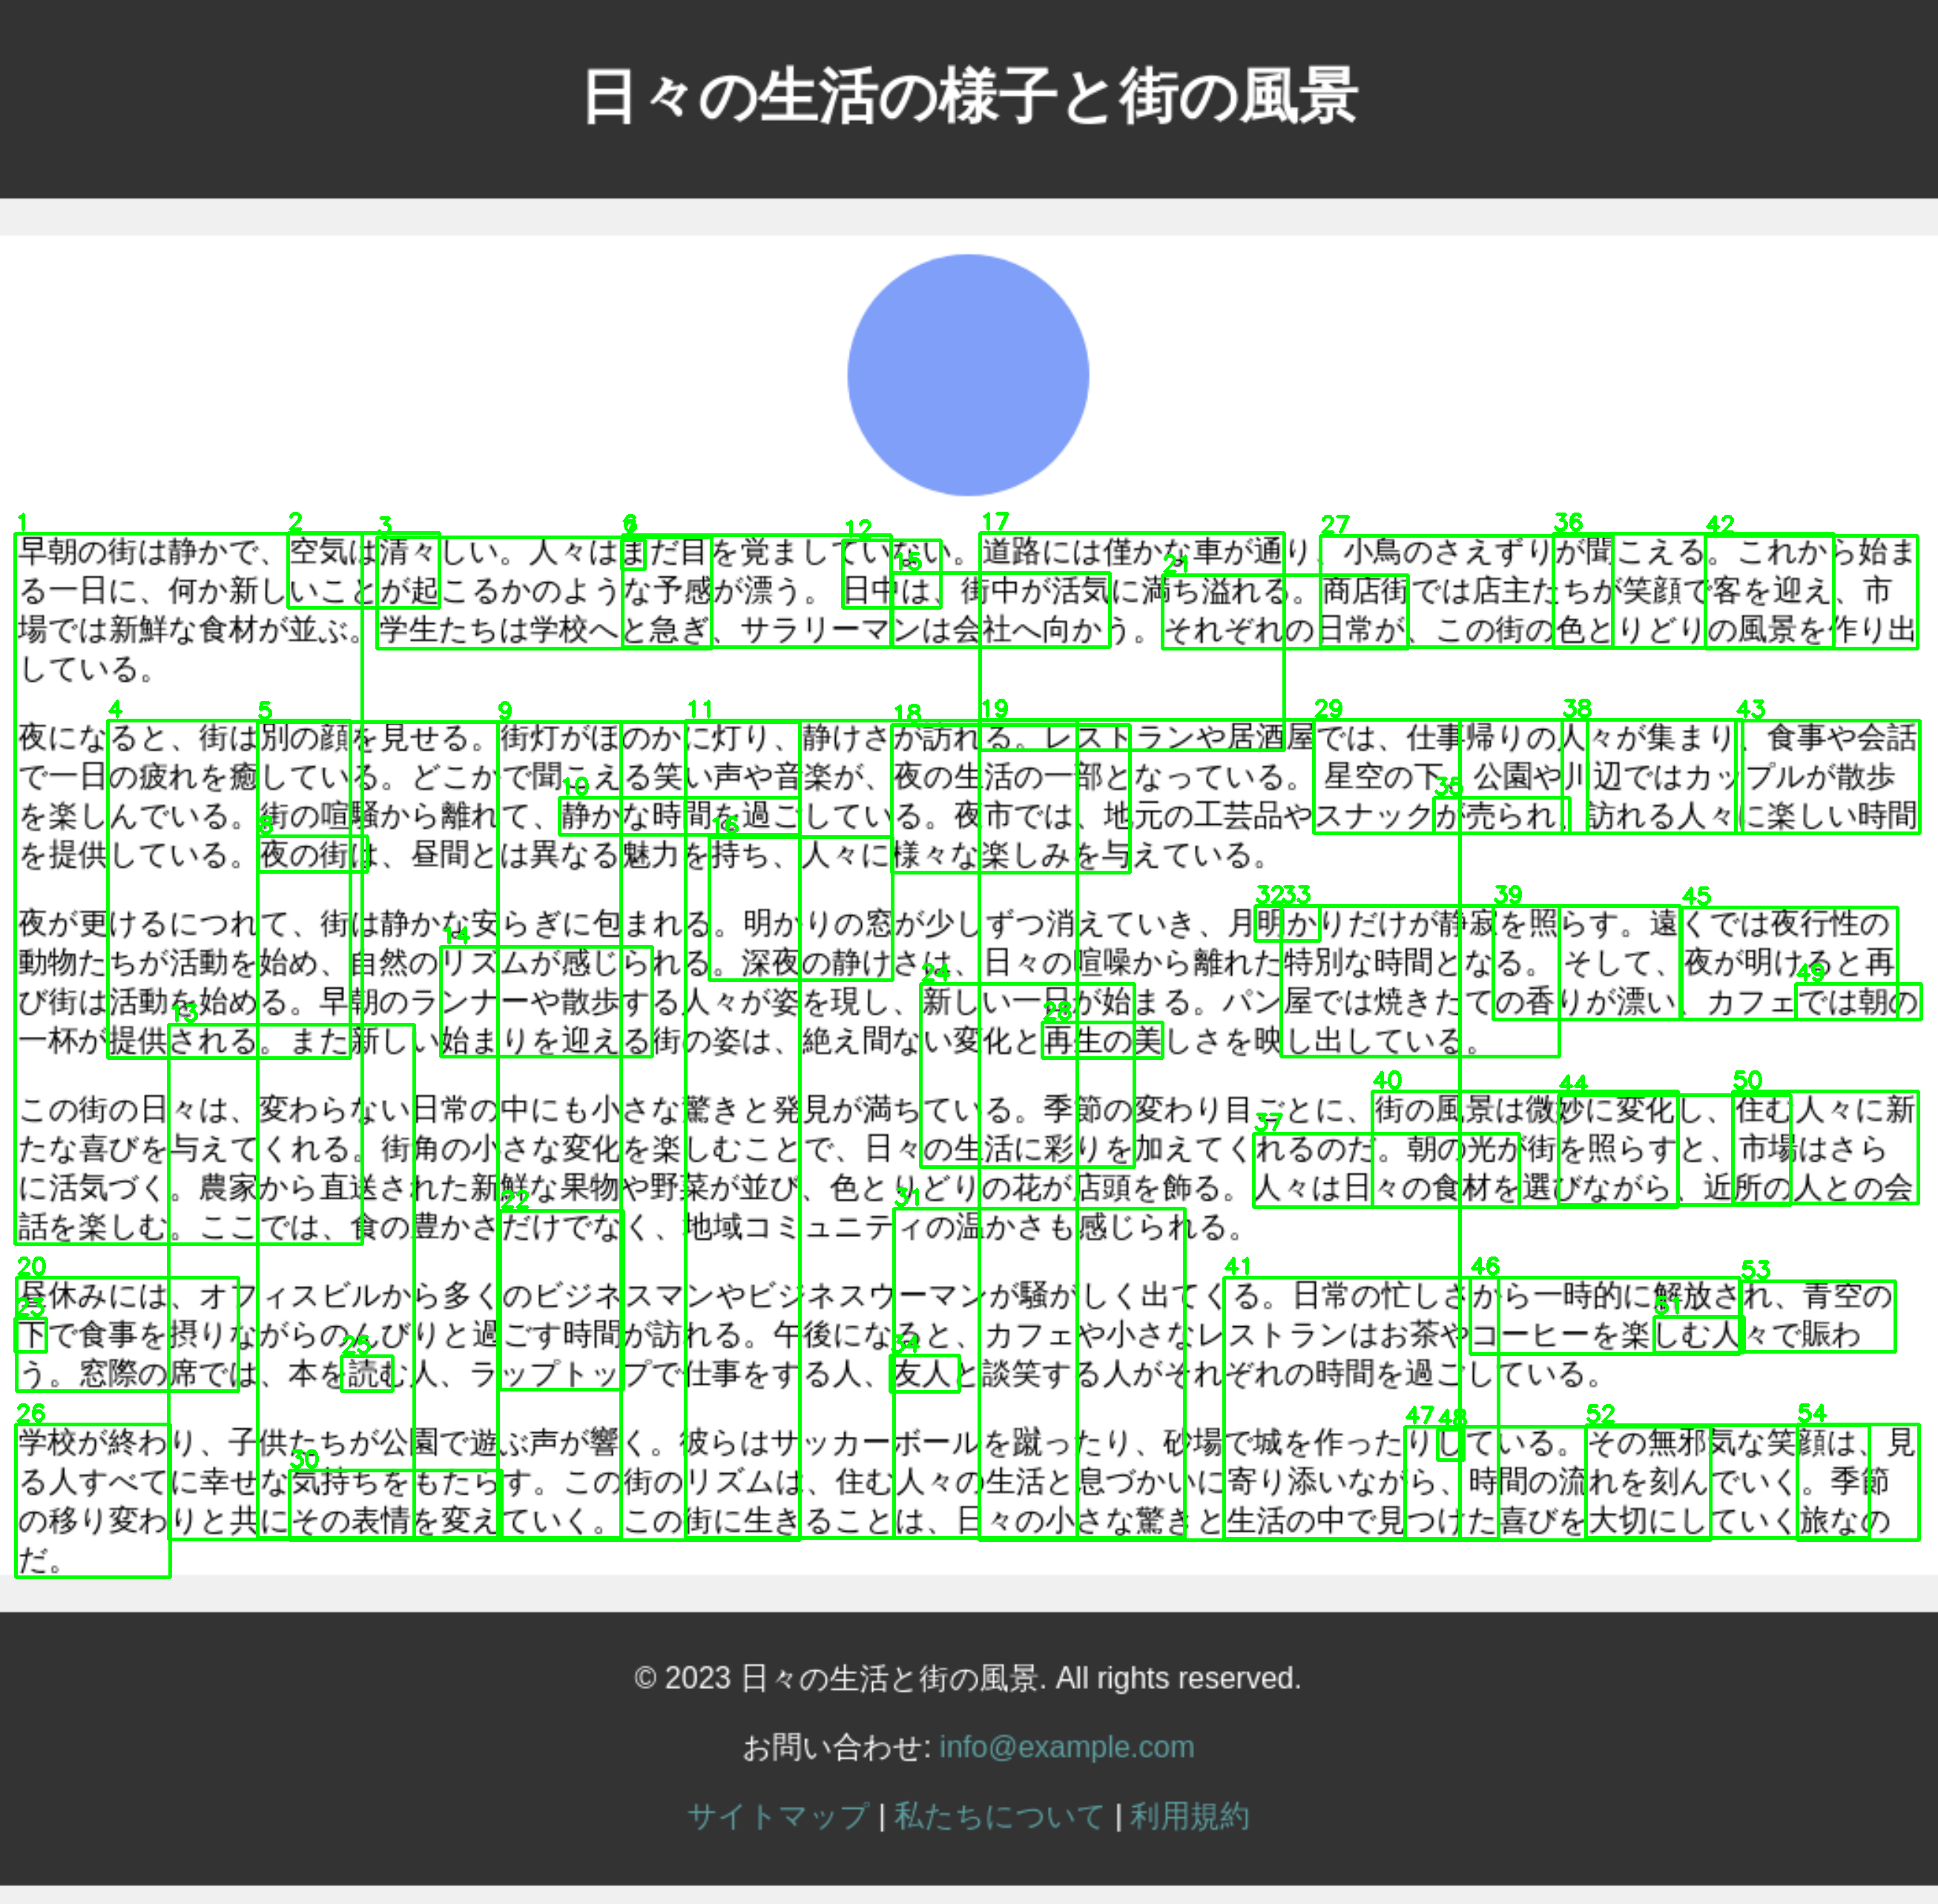 日々の生活の様子と街の風景
早朝の街は静かで、空気は清々しい。人々はまだ目を覚ましていない。道路には僅かな車が通り、小鳥のさえずりが聞こえる。これから始ま
る一日に、何か新しいことが起こるかのような予感が漂う。 日中は、街中が活気に満ち溢れる。商店街では店主たちが笑顔で客を迎え、市
場では新鮮な食材が並ぶ。学生たちは学校へと急ぎ、サラリーマンは会社へ向かう。それぞれの日常が、この街の色とりどりの風景を作り出
している。
夜になると、街は別の顔を見せる。街灯がほのかに灯り、静けさが訪れる。レストランや居酒屋では、仕事帰りの人々が集まり、食事や会話
で一日の疲れを癒している。どこかで聞こえる笑い声や音楽が、夜の生活の一部となっている。 星空の下、公園や川辺ではカップルが散歩
を楽しんでいる。街の喧騒から離れて、静かな時間を過ごしている。夜市では、地元の工芸品やスナックが売られ、訪れる人々に楽しい時間
を提供している。夜の街は、昼間とは異なる魅力を持ち、人々に様々な楽しみを与えている。
夜が更けるにつれて、街は静かな安らぎに包まれる。明かりの窓が少しずつ消えていき、月明かりだけが静寂を照らす。遠くでは夜行性の
動物たちが活動を始め、自然のリズムが感じられる。深夜の静けさは、日々の喧噪から離れた特別な時間となる。 そして、夜が明けると再
び街は活動を始める。早朝のランナーや散歩する人々が姿を現し、新しい一日が始まる。パン屋では焼きたての香りが漂い、カフェでは朝の
一杯が提供される。また新しい始まりを迎える街の姿は、絶え間ない変化と再生の美しさを映し出している。
この街の日々は、変わらない日常の中にも小さな驚きと発見が満ちている。季節の変わり目ごとに、街の風景は微妙に変化し、住む人々に新
たな喜びを与えてくれる。街角の小さな変化を楽しむことで、日々の生活に彩りを加えてくれるのだ。朝の光が街を照らすと、市場はさら
に活気づく。農家から直送された新鮮な果物や野菜が並び、色とりどりの花が店頭を飾る。人々は日々の食材を選びながら、近所の人との会
話を楽しむ。ここでは、食の豊かさだけでなく、地域コミュニティの温かさも感じられる。
昼休みには、オフィスビルから多くのビジネスマンやビジネスウーマンが騒がしく出てくる。日常の忙しさから一時的に解放され、青空の
下で食事を摂りながらのんびりと過ごす時間が訪れる。午後になると、カフェや小さなレストランはお茶やコーヒーを楽しむ人々で賑わ
う。窓際の席では、本を読む人、ラップトップで仕事をする人、友人と談笑する人がそれぞれの時間を過ごしている。
学校が終わり、子供たちが公園で遊ぶ声が響く。彼らはサッカーボールを蹴ったり、砂場で城を作ったりしている。その無邪気な笑顔は、見
る人すべてに幸せな気持ちをもたらす。この街のリズムは、住む人々の生活と息づかいに寄り添いながら、時間の流れを刻んでいく。季節
の移り変わりと共にその表情を変えていく。この街に生きることは、日々の小さな驚きと生活の中で見つけた喜びを大切にしていく旅なの
だ。
© 2023 日々の生活と街の風景. All rights reserved.
お問い合わせ: info@example.com
サイトマップ | 私たちについて | 利用規約